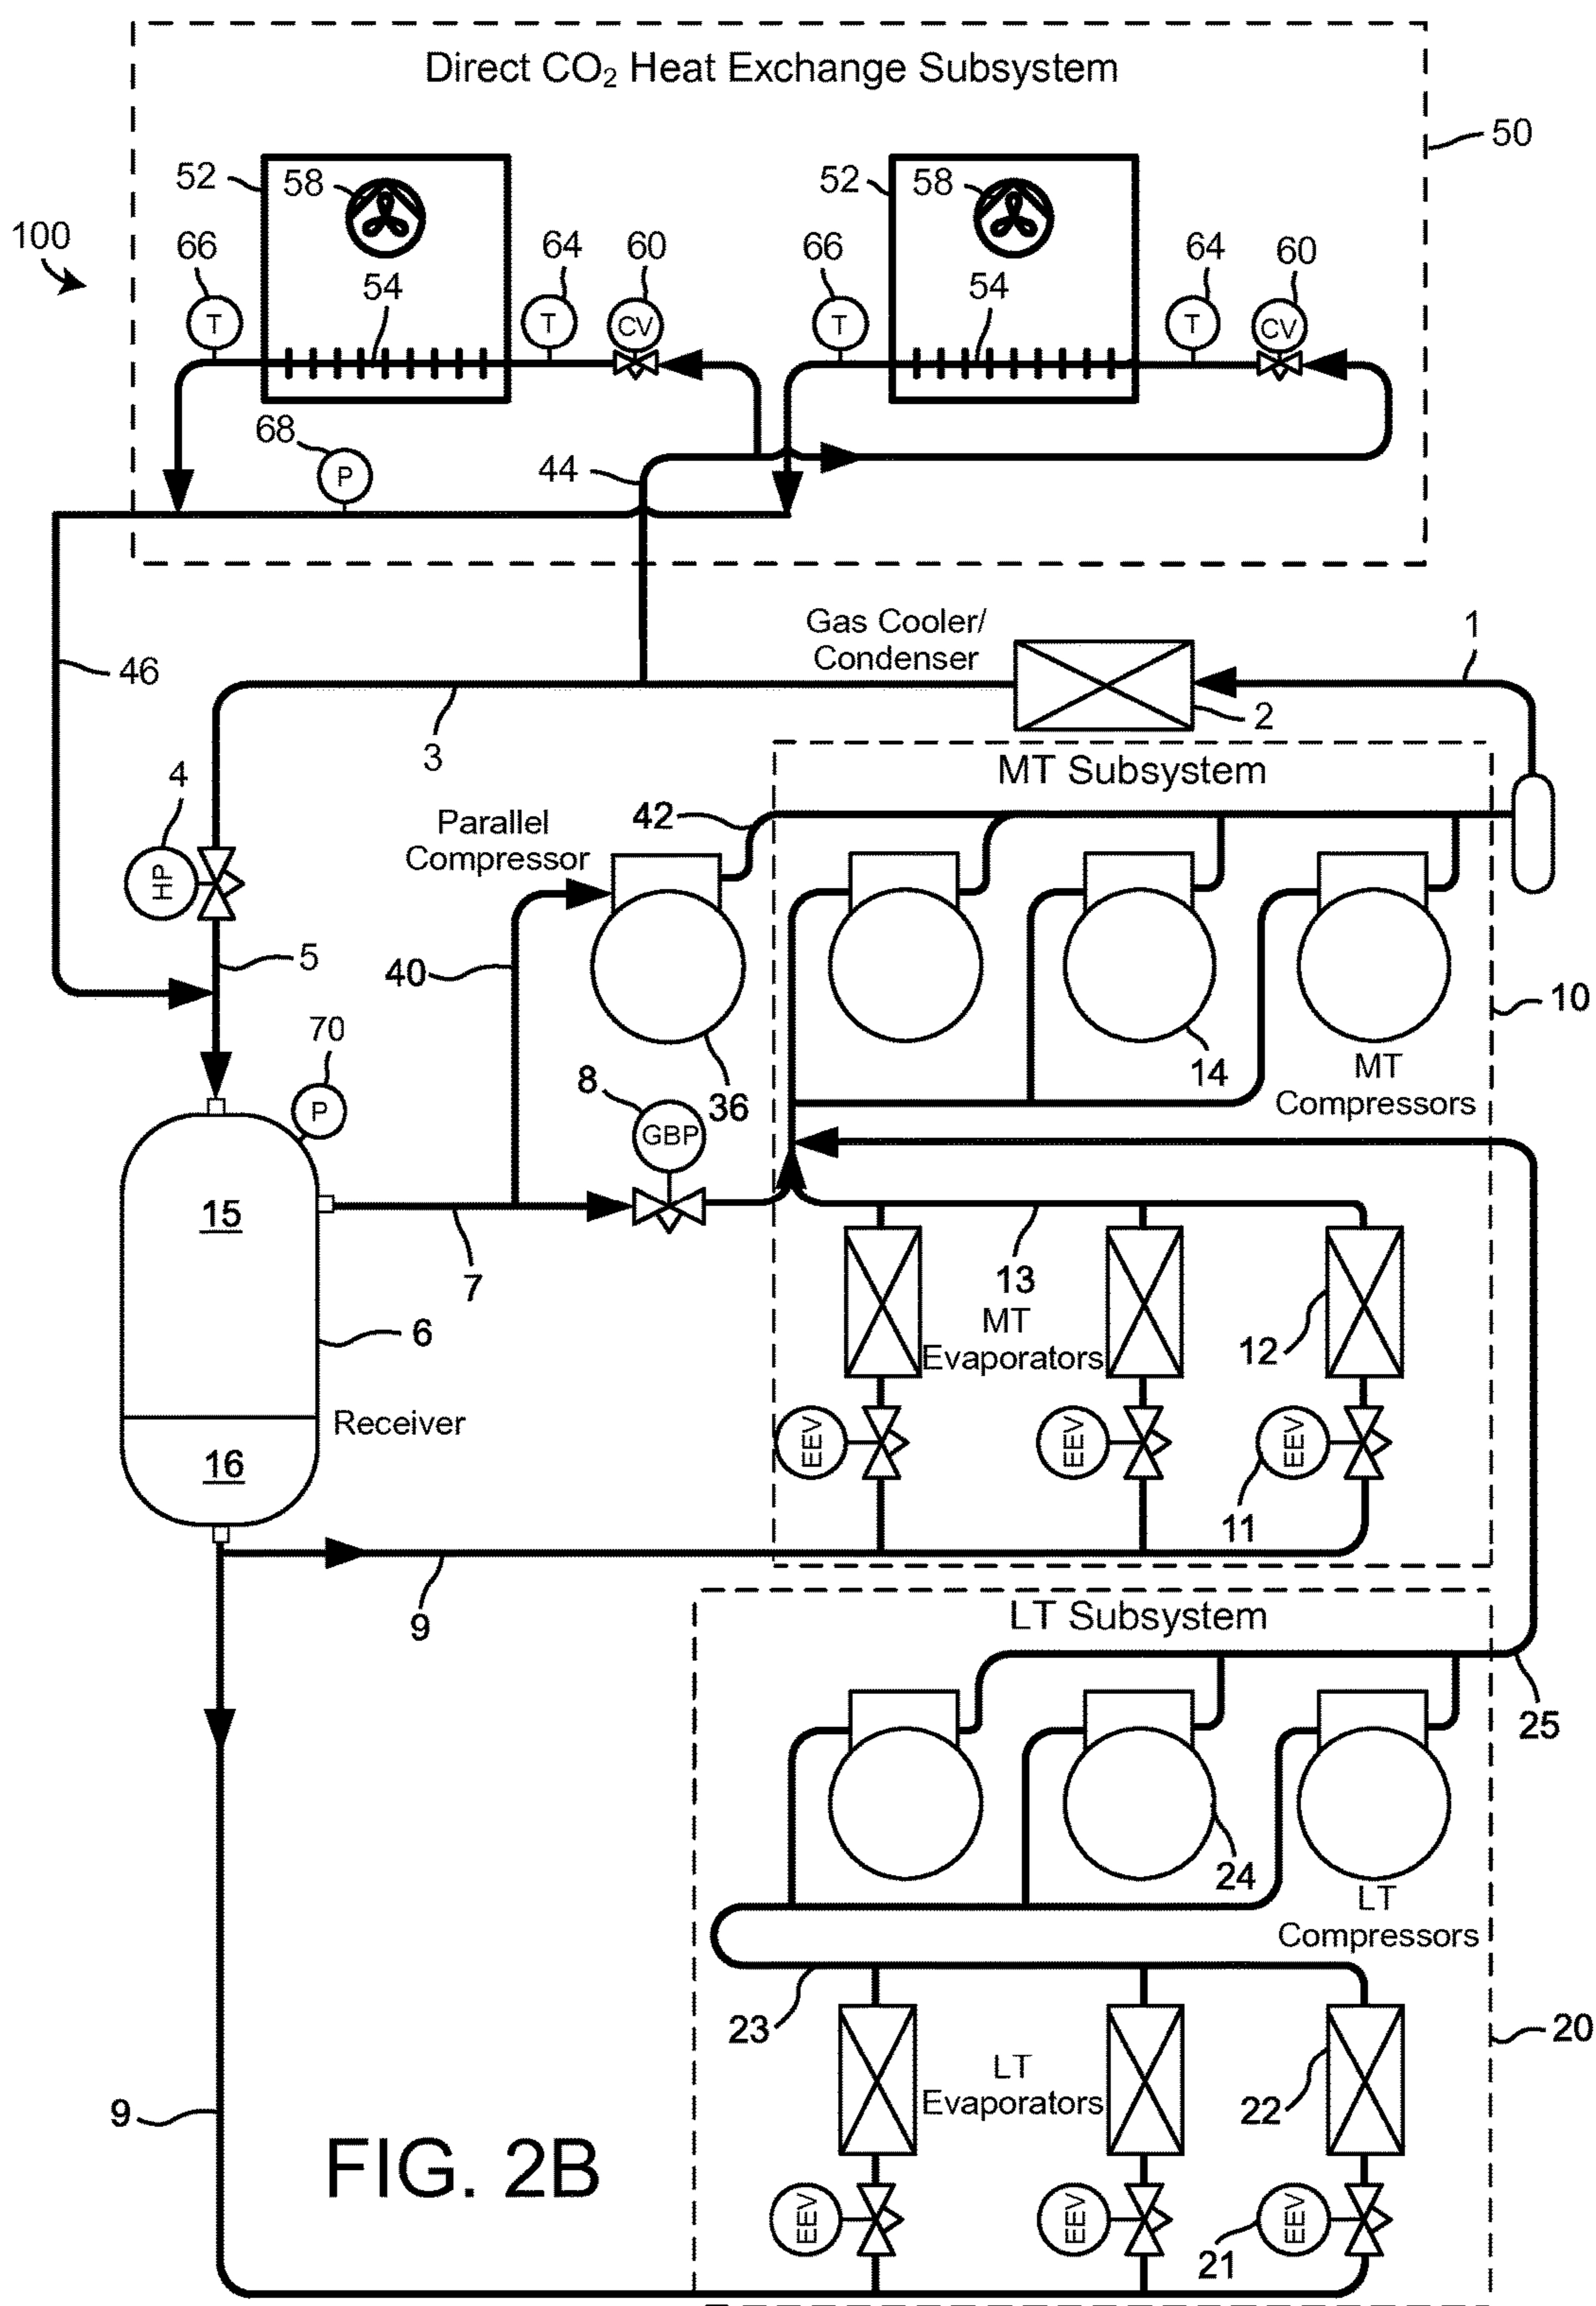 Direct CO₂ Heat Exchange Subsystem
50
52
58
52
58
100
66
64
60
66
64
60
54
54
T
T
CV
T
T
CV
68
P
44
46
Gas Cooler/
Condenser
1
2
3
MT Subsystem
4
HP
Parallel
Compressor
42
5
40
10
70
P
8
36
14
MT
Compressors
GBP
15
7
13
MT
Evaporators
12
6
Receiver
EEV
EEV
EEV
16
11
9
LT Subsystem
25
24
LT
Compressors
23
20
LT
Evaporators
22
9
FIG. 2B
EEV
EEV
EEV
21